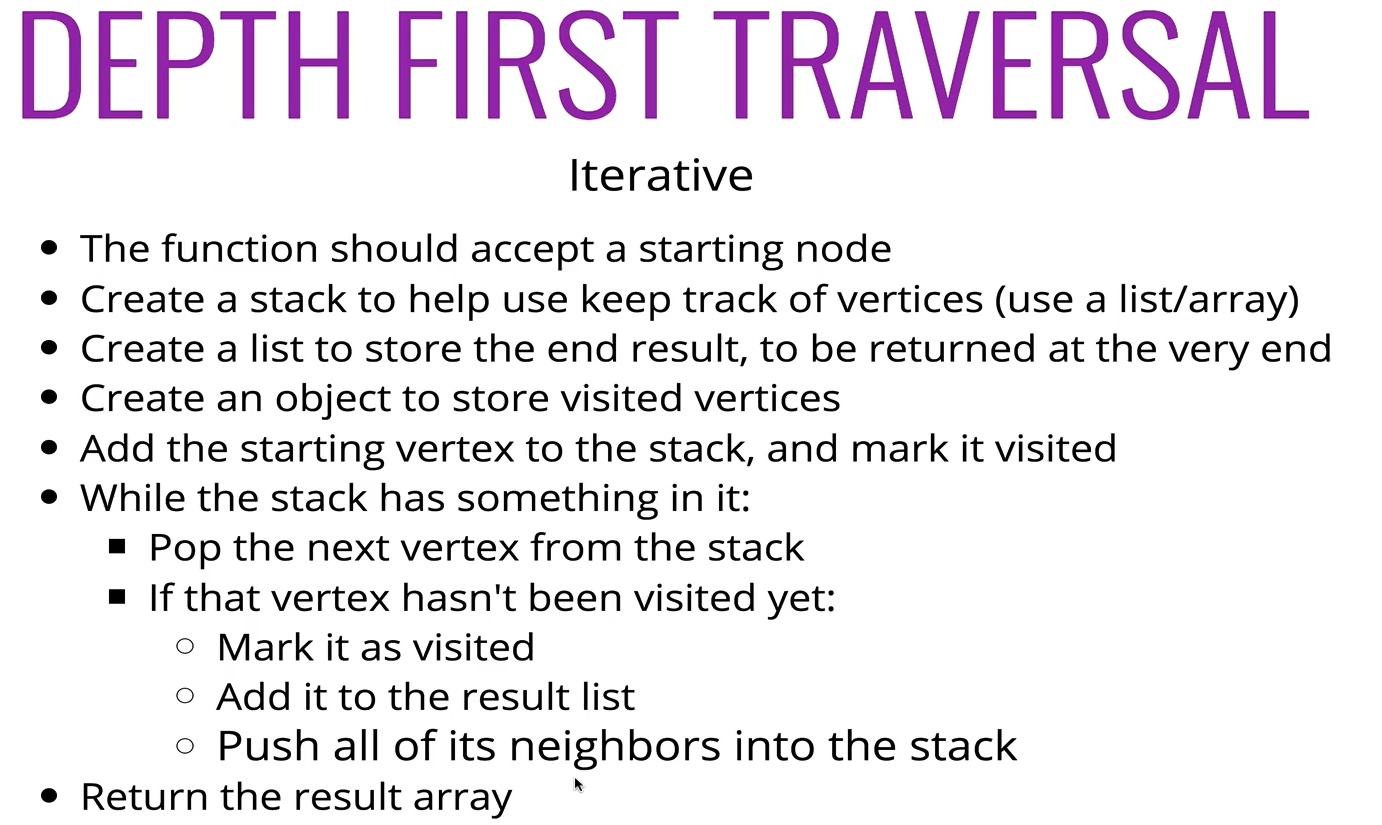 DEPTH FIRST TRAVERSAL
Iterative
The function should accept a starting node
Create a stack to help use keep track of vertices (use a list/array)
Create a list to store the end result, to be returned at the very end
Create an object to store visited vertices
Add the starting vertex to the stack, and mark it visited
While the stack has something in it:
Pop the next vertex from the stack
If that vertex hasn't been visited yet:
Mark it as visited
Add it to the result list
Push all of its neighbors into the stack
Return the result array